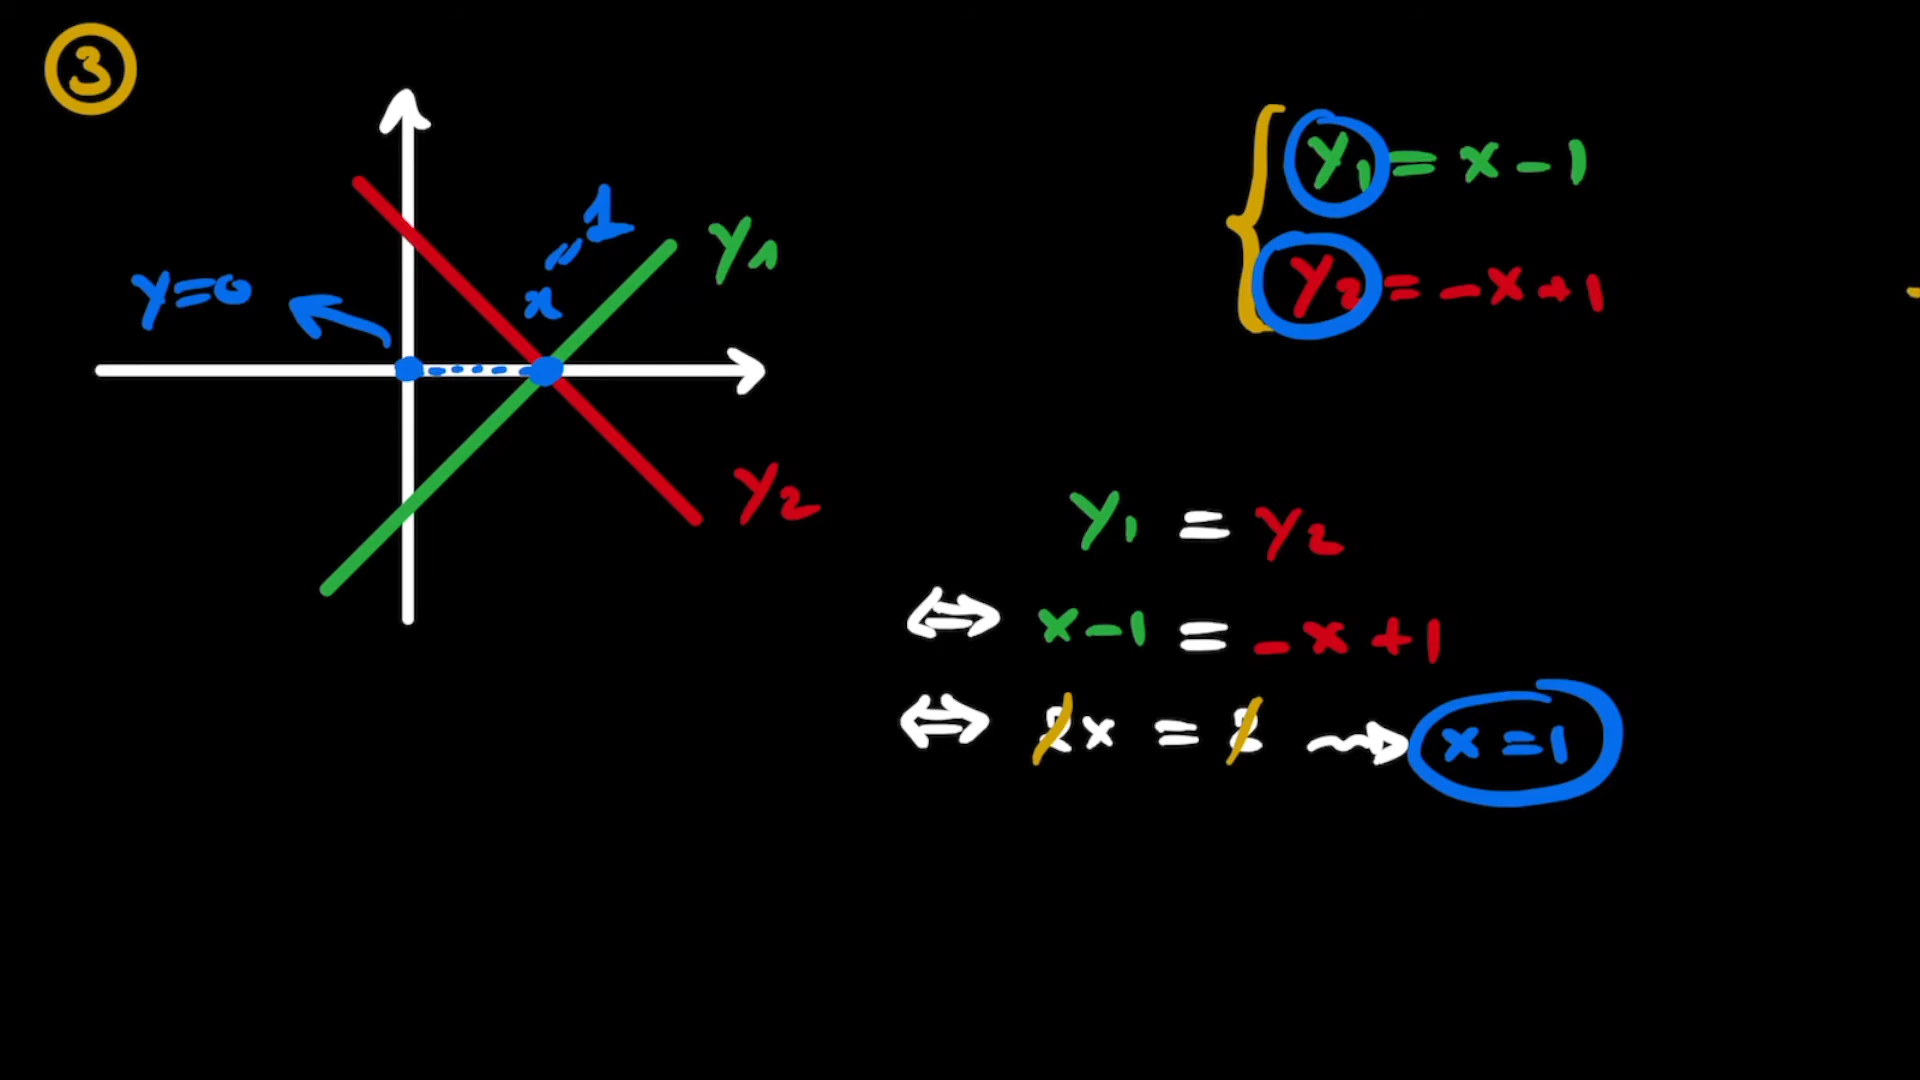 3
y=0
x = 1
y1
y2
y1 = x - 1
y2 = -x + 1
y1 = y2
⇔ x - 1 = -x + 1
⇔ 2x = 2 ⇝ x = 1